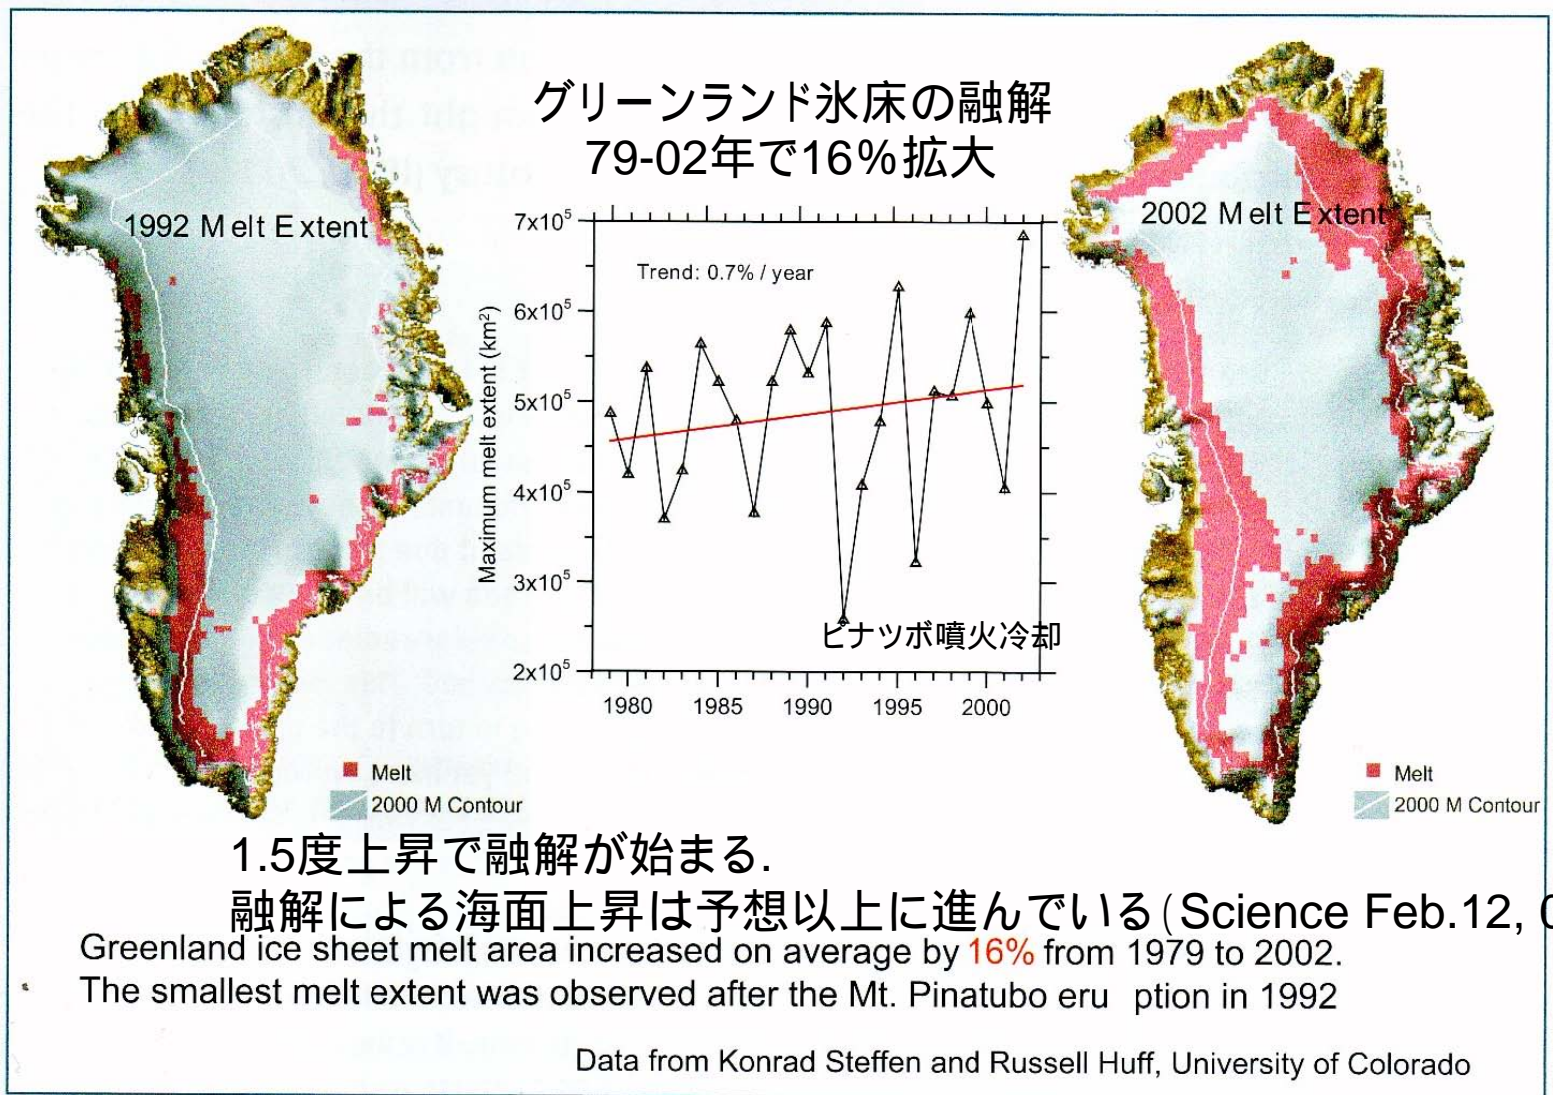 グリーンランド氷床の融解
79-02年で16%拡大
1992 Melt Extent
2002 Melt Extent
Trend: 0.7% / year
Maximum melt extent (km²)
7x10⁵
6x10⁵
5x10⁵
4x10⁵
3x10⁵
2x10⁵
ピナツボ噴火冷却
1980 1985 1990 1995 2000
Melt
2000 M Contour
Melt
2000 M Contour
1.5度上昇で融解が始まる.
融解による海面上昇は予想以上に進んでいる(Science Feb.12,
Greenland ice sheet melt area increased on average by 16% from 1979 to 2002.
The smallest melt extent was observed after the Mt. Pinatubo eru ption in 1992
Data from Konrad Steffen and Russell Huff, University of Colorado